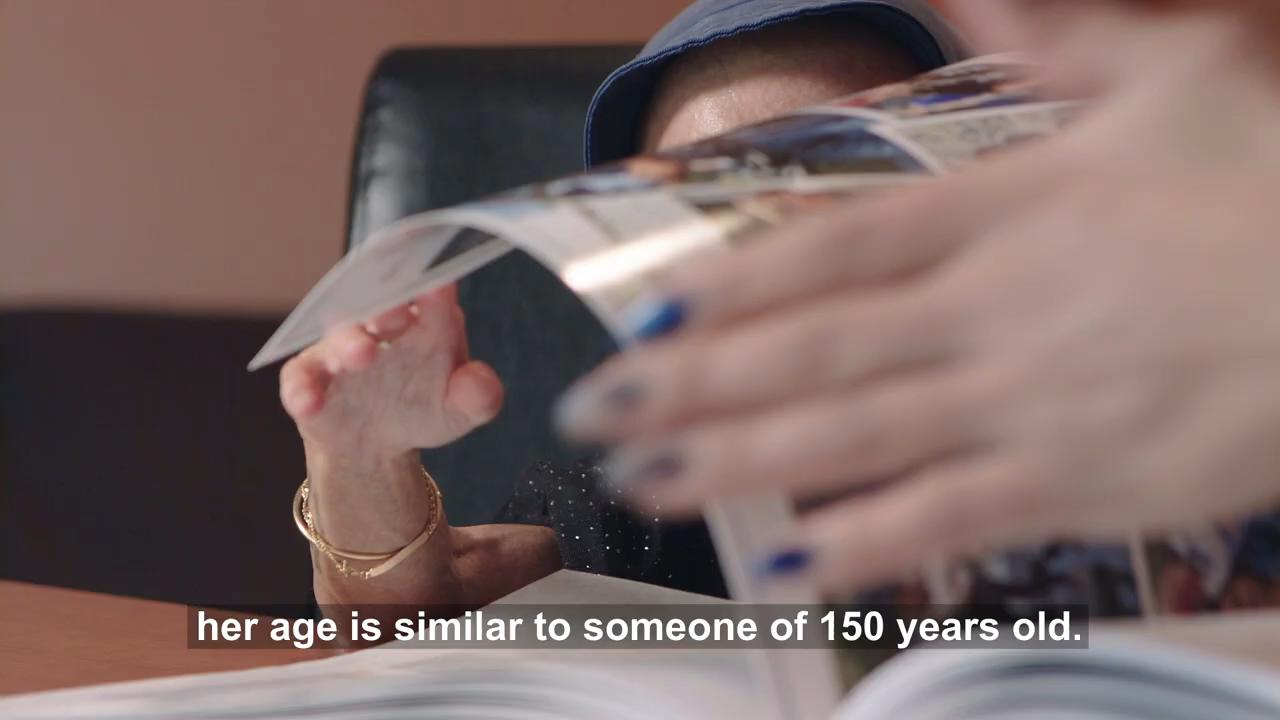 her age is similar to someone of 150 years old.